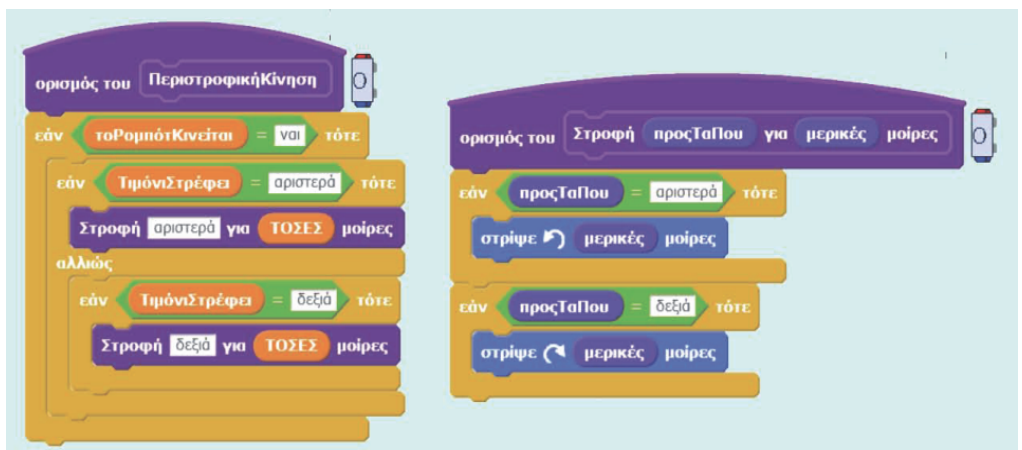 ορισμός του ΠεριστροφικήΚίνηση
εάν τοΡομπότΚινείται = ναι τότε
εάν ΤιμόνιΣτρέφει = αριστερά τότε
Στροφή αριστερά για ΤΟΣΕΣ μοίρες
αλλιώς
εάν ΤιμόνιΣτρέφει = δεξιά τότε
Στροφή δεξιά για ΤΟΣΕΣ μοίρες
ορισμός του Στροφή προςΤαΠου για μερικές μοίρες
εάν προςΤαΠου = αριστερά τότε
στρίψε μερικές μοίρες
εάν προςΤαΠου = δεξιά τότε
στρίψε μερικές μοίρες